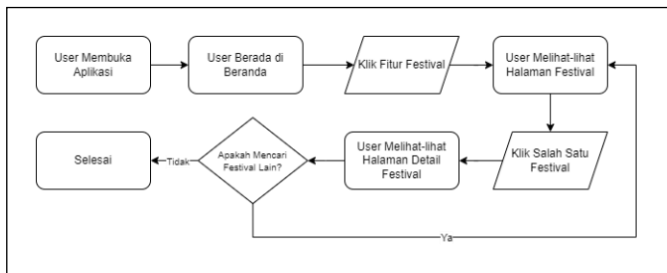 User Membuka
Aplikasi
User Berada di
Beranda
Klik Fitur Festival
User Melihat-lihat
Halaman Festival
Klik Salah Satu
Festival
User Melihat-lihat
Halaman Detail
Festival
Apakah Mencari
Festival Lain?
Tidak
Selesai
Ya